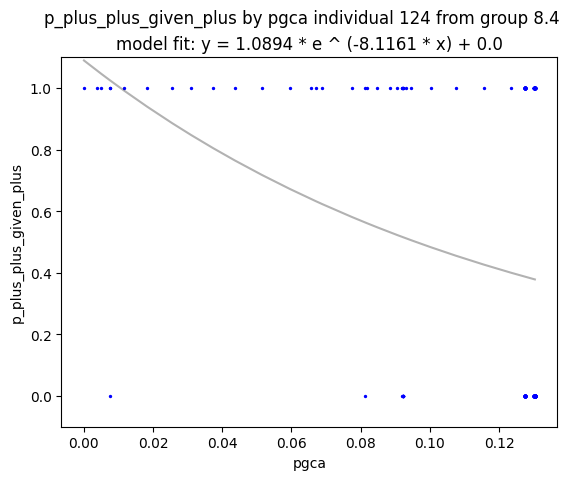 p_plus_plus_given_plus by pgca individual 124 from group 8.4
model fit: y = 1.0894 * e ^ (-8.1161 * x) + 0.0
p_plus_plus_given_plus
1.0
0.8
0.6
0.4
0.2
0.0
0.00 0.02 0.04 0.06 0.08 0.10 0.12
pgca